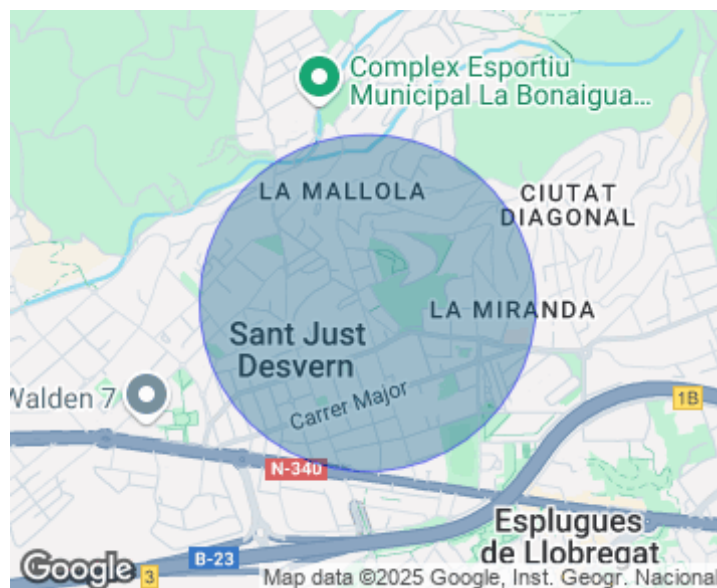 Complex Esportiu
Municipal La Bonaigua...
LA MALLOLA
CIUTAT
DIAGONAL
LA MIRANDA
Sant Just
Desvern
Walden 7
Carrer Major
1B
N-340
Esplugues
de Llobregat
B-23
3
Google
Map data ©2025 Google, Inst. Geogr. Nacional